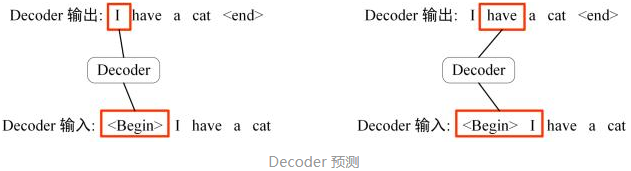 Decoder 输出: I have a cat <end>
Decoder
Decoder 输入: <Begin> I have a cat
Decoder 输出: I have a cat <end>
Decoder
Decoder 输入: <Begin> I have a cat
Decoder 预测